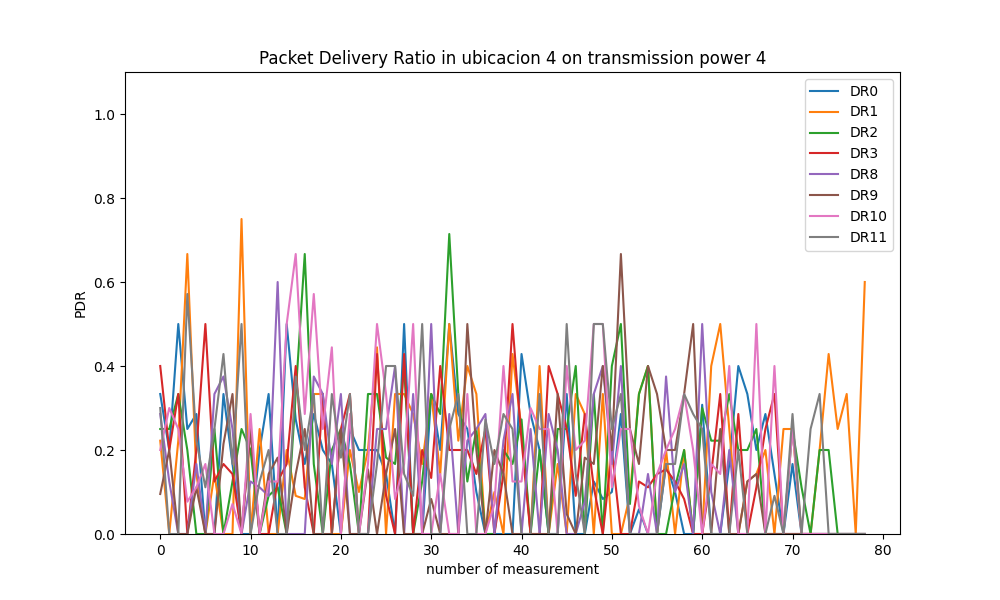 Packet Delivery Ratio in ubicacion 4 on transmission power 4
DR0
DR1
DR2
DR3
DR8
DR9
DR10
DR11
1.0
0.8
0.6
0.4
0.2
0.0
PDR
0 10 20 30 40 50 60 70 80
number of measurement